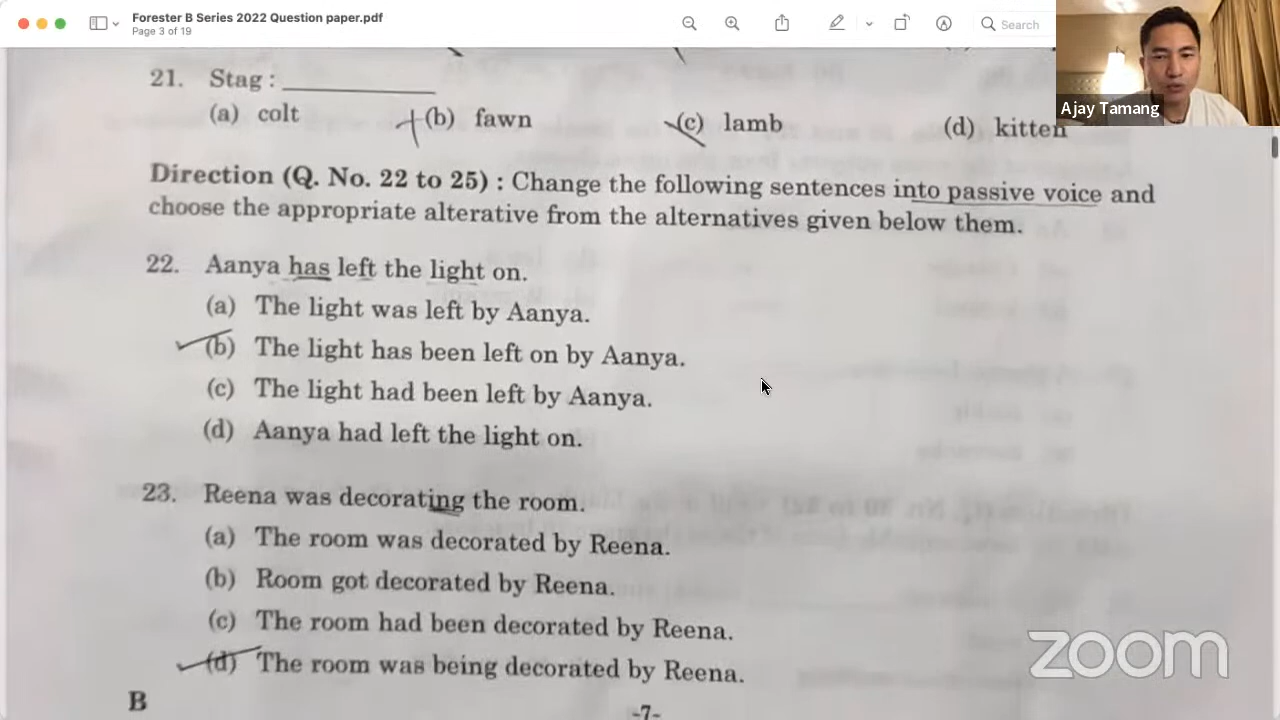 Forester B Series 2022 Question paper.pdf
Page 3 of 19
Search
Ajay Tamang
21. Stag : ____________
(a) colt (b) fawn (c) lamb (d) kitten
Direction (Q. No. 22 to 25) : Change the following sentences into passive voice and
choose the appropriate alterative from the alternatives given below them.
22. Aanya has left the light on.
(a) The light was left by Aanya.
(b) The light has been left on by Aanya.
(c) The light had been left by Aanya.
(d) Aanya had left the light on.
23. Reena was decorating the room.
(a) The room was decorated by Reena.
(b) Room got decorated by Reena.
(c) The room had been decorated by Reena.
(d) The room was being decorated by Reena.
B
-7-
zoom